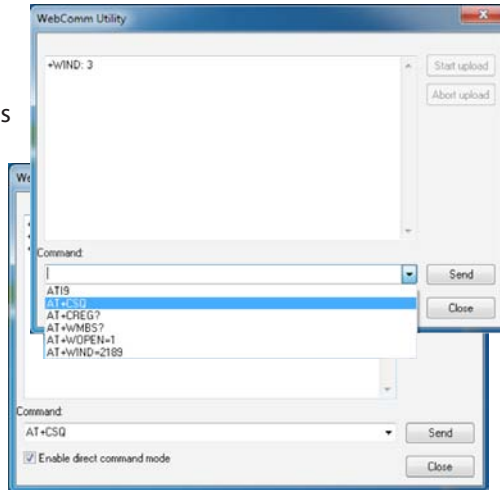 WebComm Utility
+WIND: 3
Start upload
Abort upload
s
We
Command:
Send
ATI9
AT+CSQ
AT+CREG?
AT+WMBS?
AT+WOPEN=1
AT+WIND=2189
Close
Command:
AT+CSQ
Send
Enable direct command mode
Close